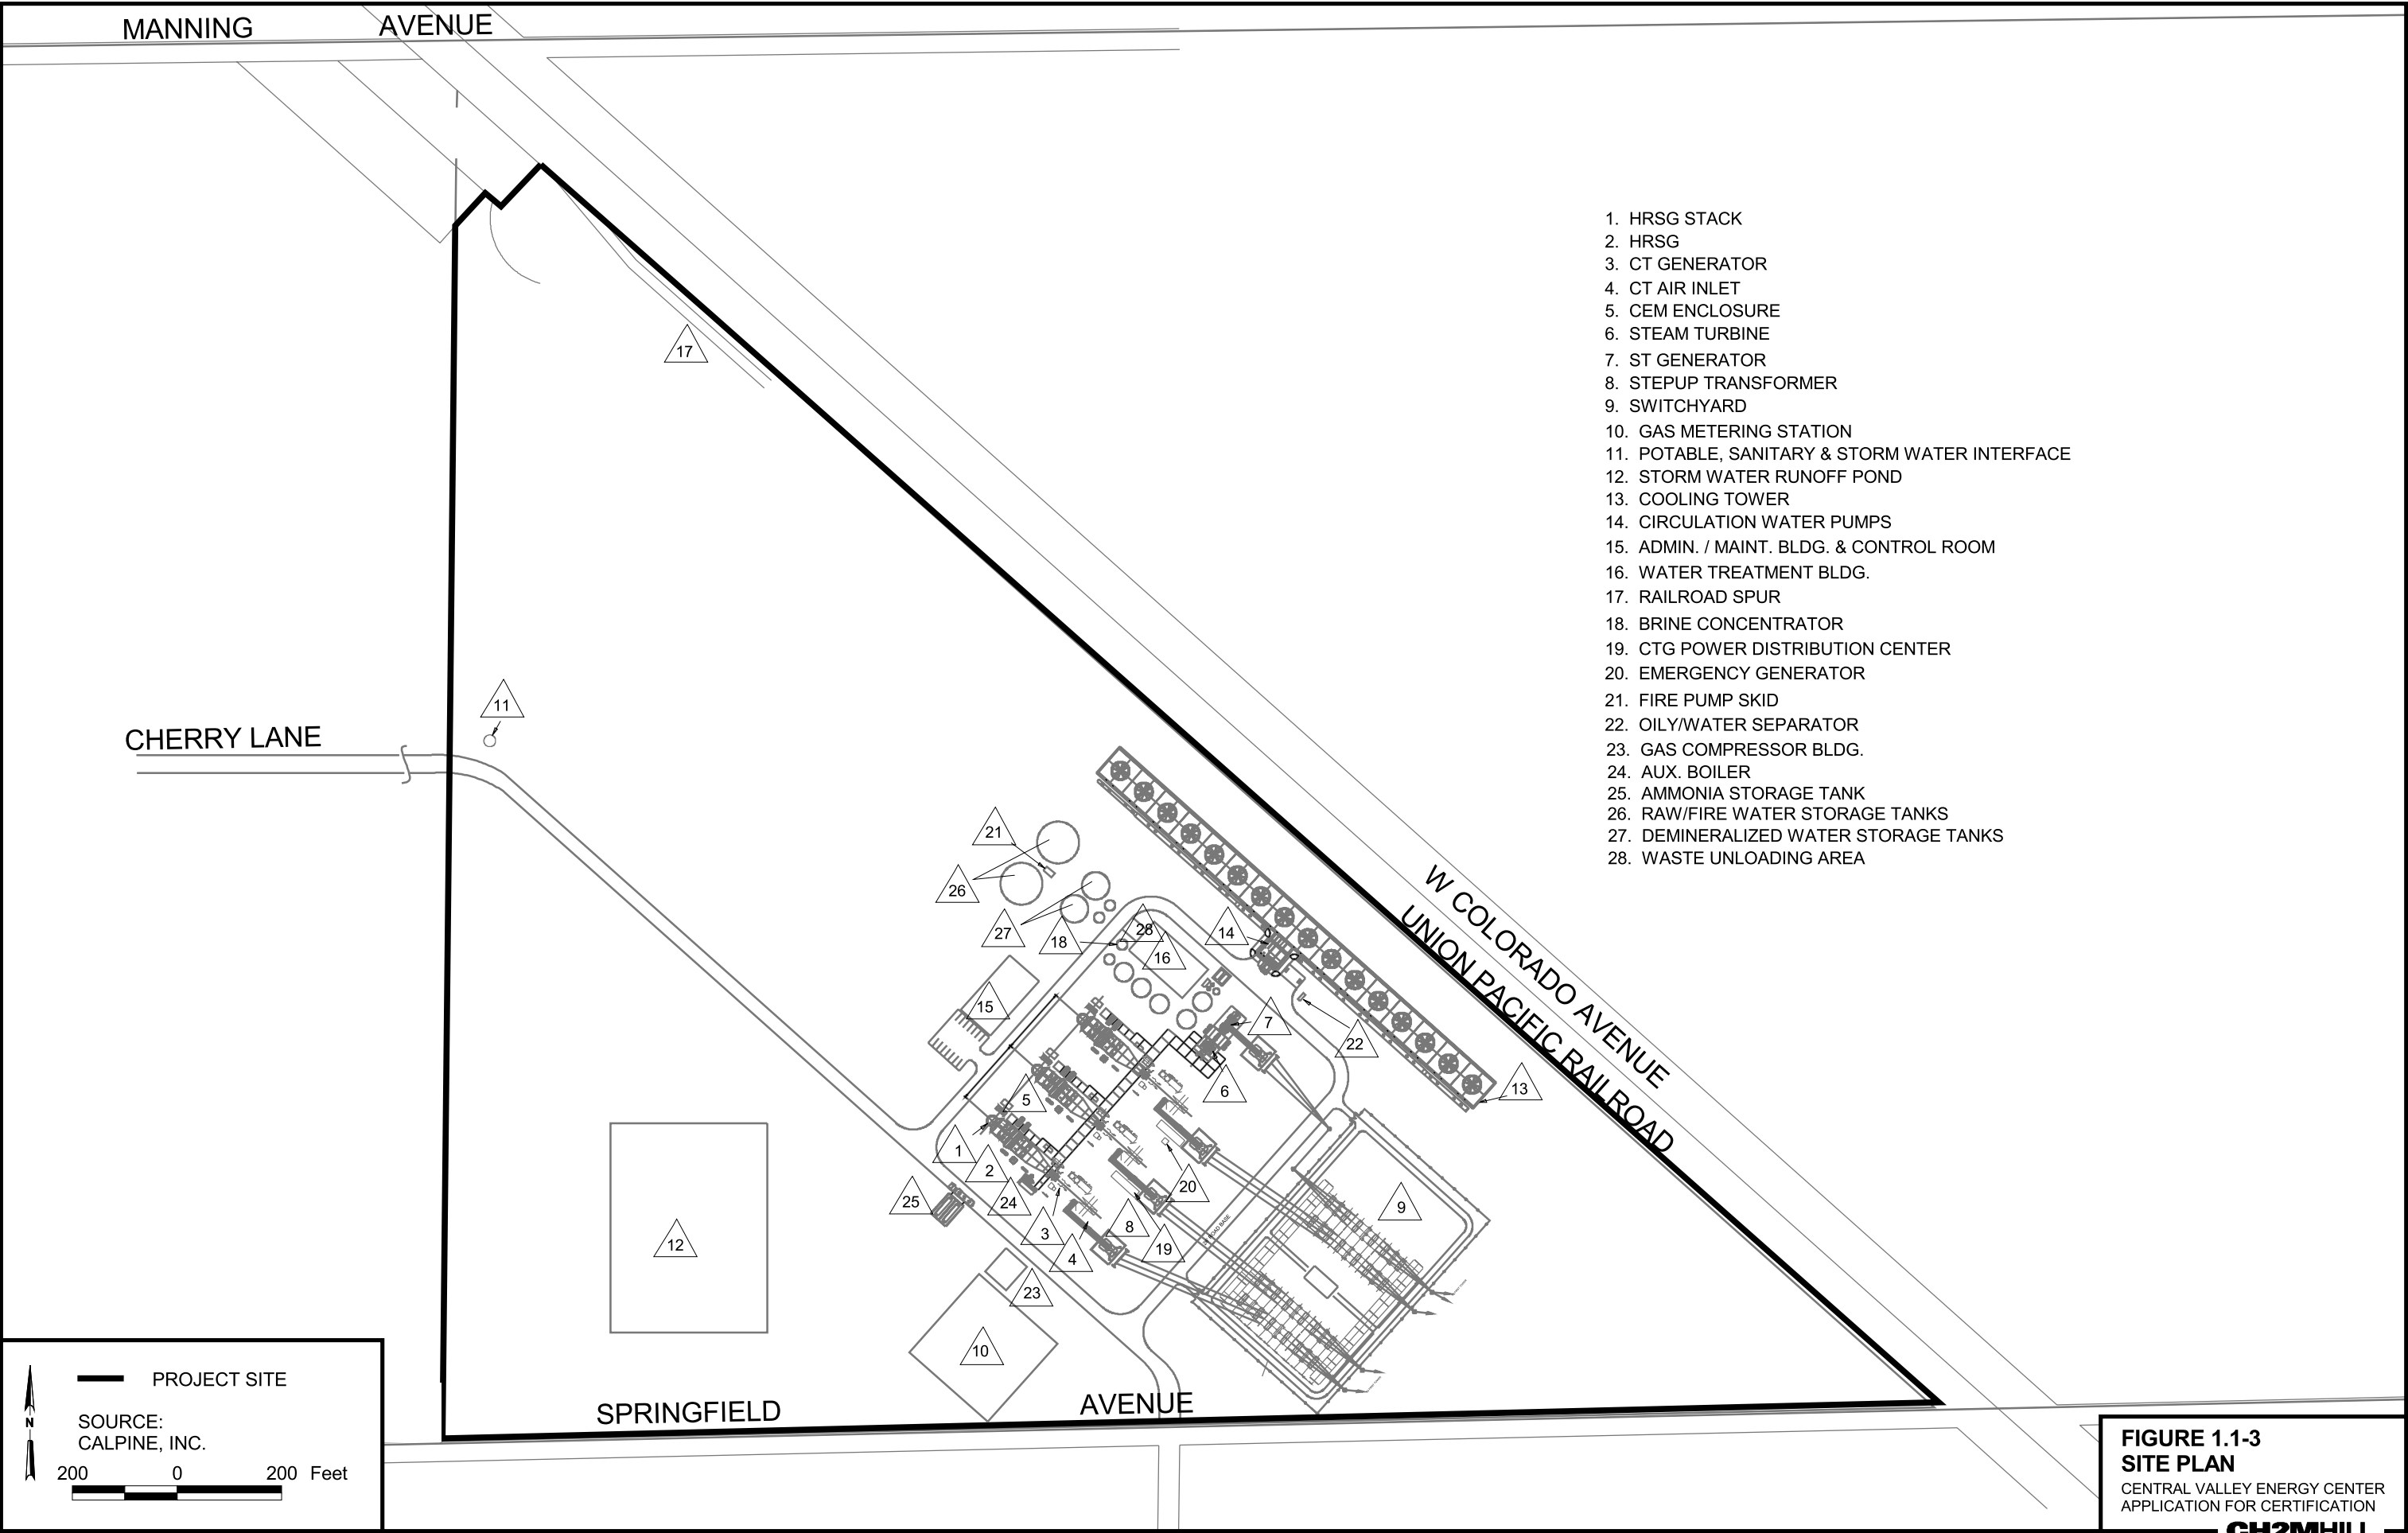 MANNING AVENUE
1. HRSG STACK
2. HRSG
3. CT GENERATOR
4. CT AIR INLET
5. CEM ENCLOSURE
6. STEAM TURBINE
7. ST GENERATOR
8. STEPUP TRANSFORMER
9. SWITCHYARD
10. GAS METERING STATION
11. POTABLE, SANITARY & STORM WATER INTERFACE
12. STORM WATER RUNOFF POND
13. COOLING TOWER
14. CIRCULATION WATER PUMPS
15. ADMIN. / MAINT. BLDG. & CONTROL ROOM
16. WATER TREATMENT BLDG.
17. RAILROAD SPUR
18. BRINE CONCENTRATOR
19. CTG POWER DISTRIBUTION CENTER
20. EMERGENCY GENERATOR
21. FIRE PUMP SKID
22. OILY/WATER SEPARATOR
23. GAS COMPRESSOR BLDG.
24. AUX. BOILER
25. AMMONIA STORAGE TANK
26. RAW/FIRE WATER STORAGE TANKS
27. DEMINERALIZED WATER STORAGE TANKS
28. WASTE UNLOADING AREA
17
11
CHERRY LANE
21
26
27
18
28
16
14
15
7
22
5
6
13
1
2
24
25
20
3
4
8
19
9
12
23
10
W COLORADO AVENUE
UNION PACIFIC RAILROAD
SPRINGFIELD AVENUE
PROJECT SITE
N
SOURCE:
CALPINE, INC.
200 0 200 Feet
FIGURE 1.1-3
SITE PLAN
CENTRAL VALLEY ENERGY CENTER
APPLICATION FOR CERTIFICATION
CH2MHILL